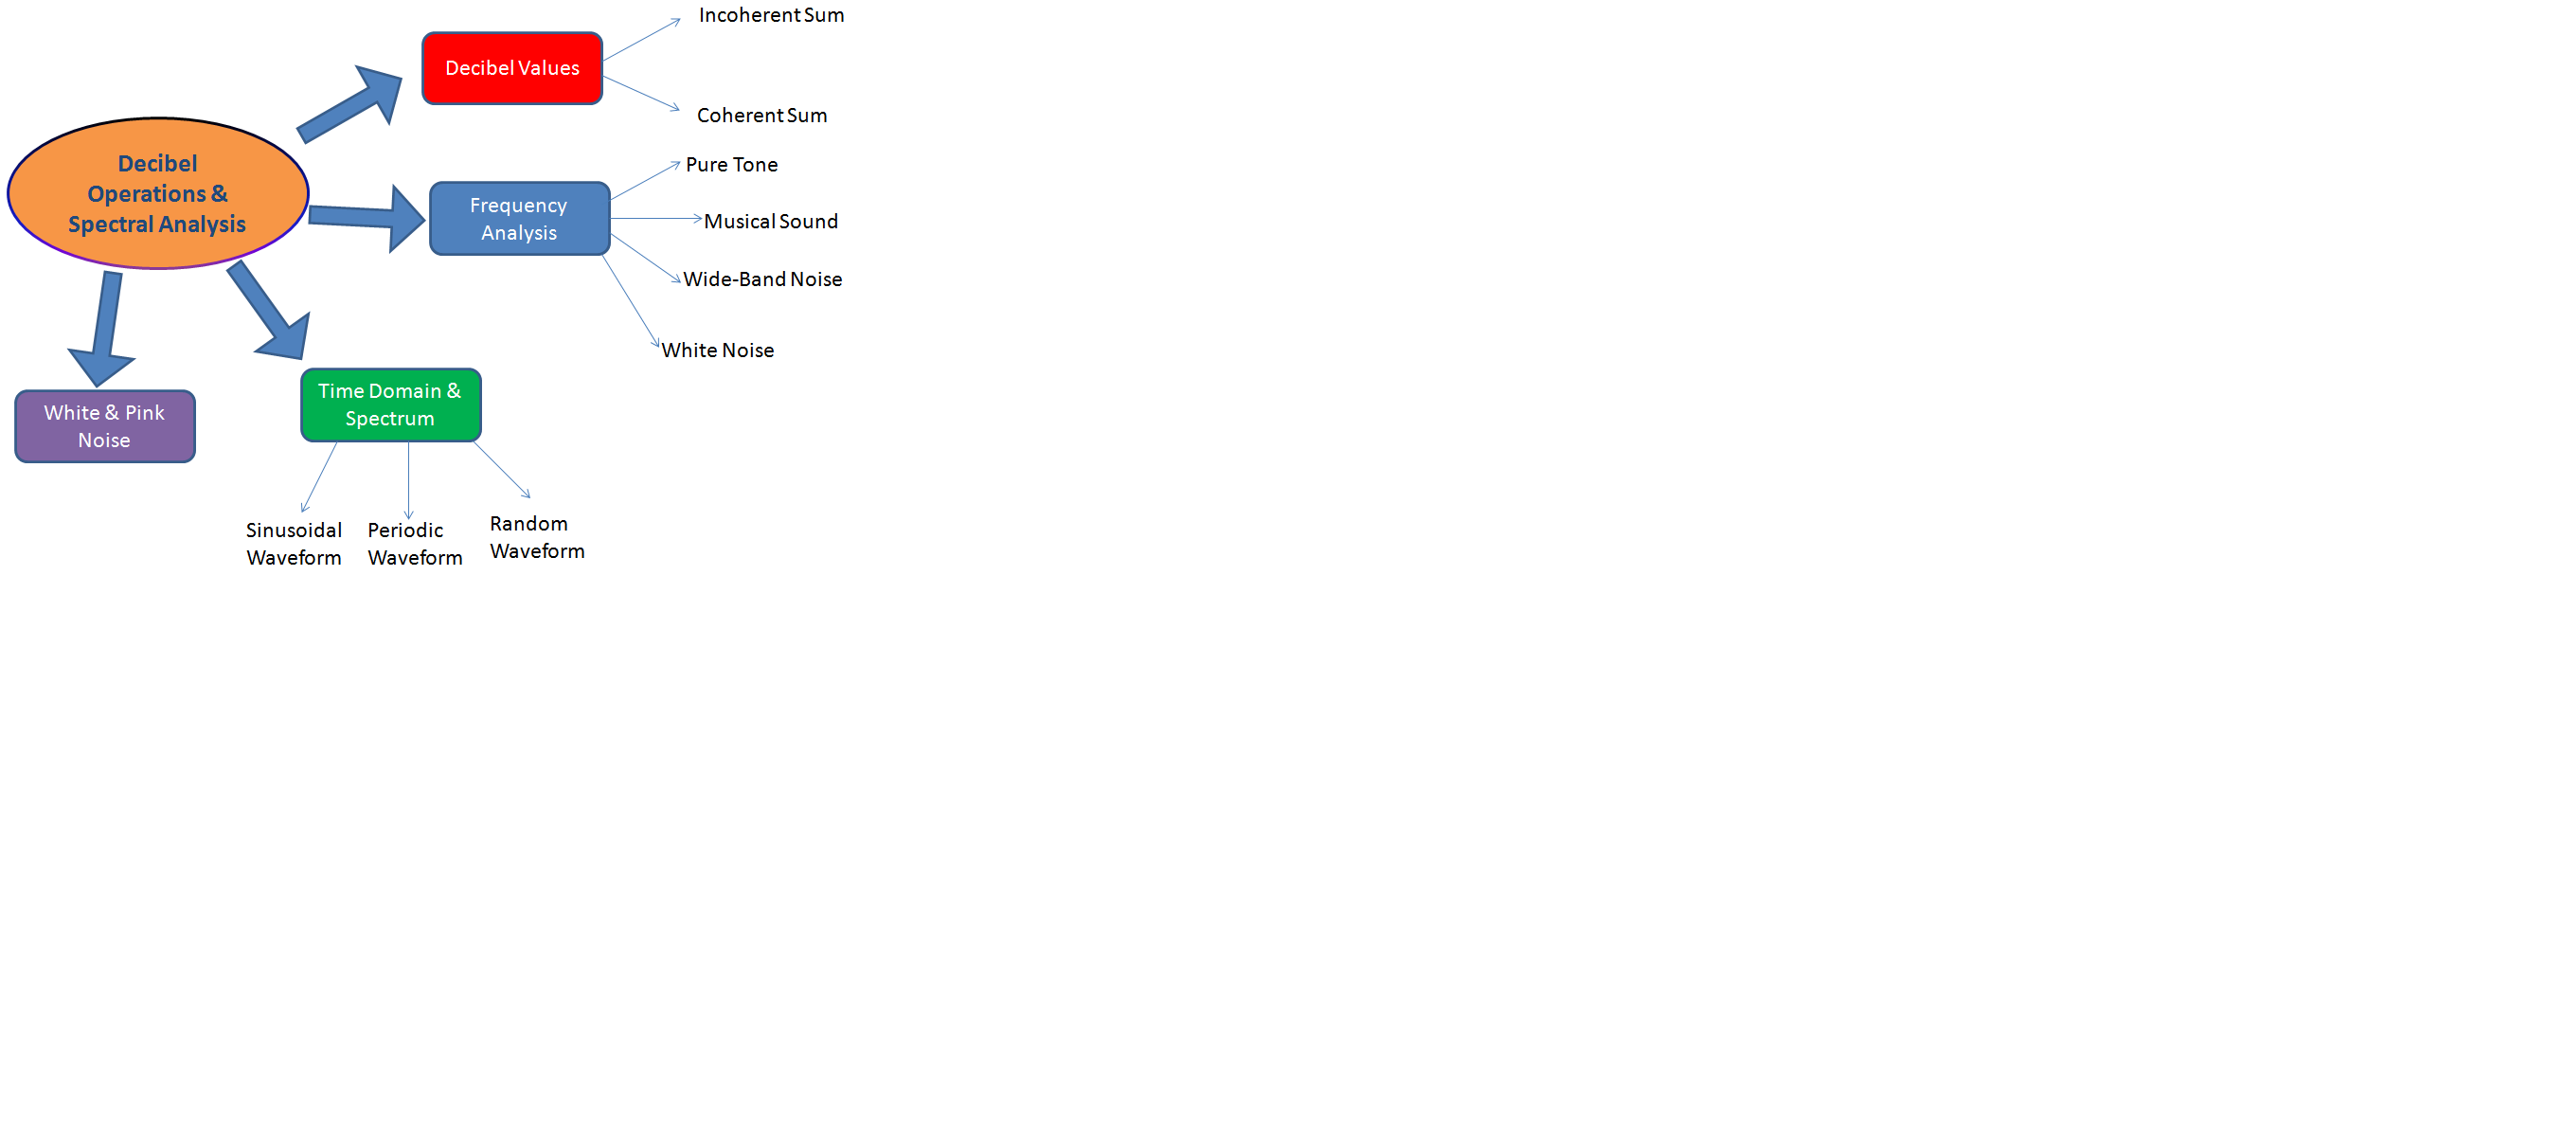 Incoherent Sum
Decibel Values
Coherent Sum
Decibel
Operations &
Spectral Analysis
Pure Tone
Frequency
Analysis
Musical Sound
Wide-Band Noise
White Noise
Time Domain &
Spectrum
White & Pink
Noise
Sinusoidal
Waveform
Periodic
Waveform
Random
Waveform